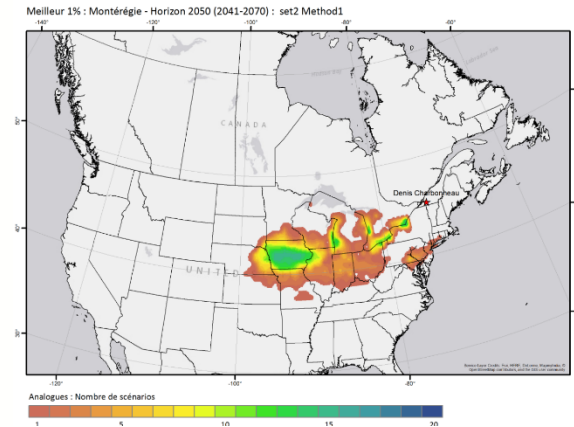 Meilleur 1% : Montérégie - Horizon 2050 (2041-2070) : set2 Method1
-140° -120° -100° -80° -60°
CANADA
Denis Charbonneau
UNITED
-120° -100° -80°
Analogues : Nombre de scénarios
1 5 10 15 20